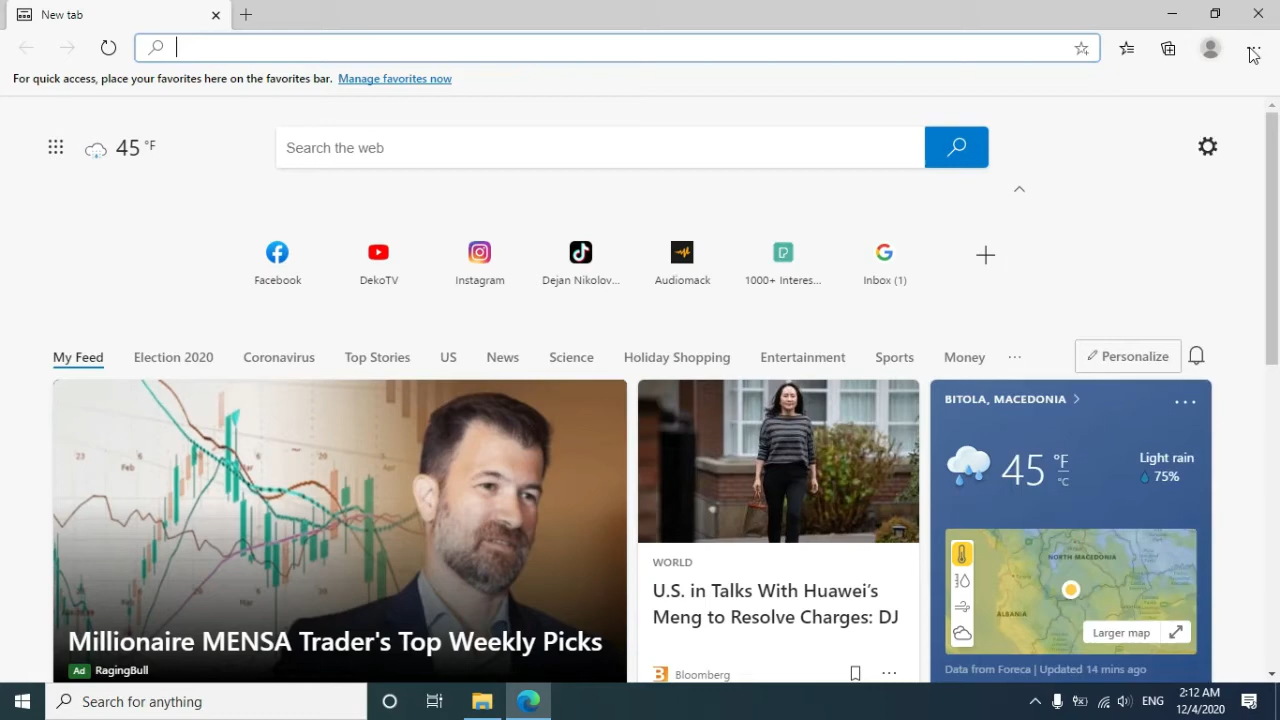 New tab
For quick access, place your favorites here on the favorites bar. Manage favorites now
45 °F
Search the web
Facebook
DekoTV
Instagram
Dejan Nikolov...
Audiomack
1000+ Interes...
Inbox (1)
My Feed
Election 2020
Coronavirus
Top Stories
US
News
Science
Holiday Shopping
Entertainment
Sports
Money
Personalize
Millionaire MENSA Trader's Top Weekly Picks
Ad RagingBull
WORLD
U.S. in Talks With Huawei's
Meng to Resolve Charges: DJ
Bloomberg
BITOLA, MACEDONIA
45 °F
°C
Light rain
75%
NORTH MACEDONIA
ALBANIA
Larger map
Data from Foreca | Updated 14 mins ago
Search for anything
ENG
2:12 AM
12/4/2020